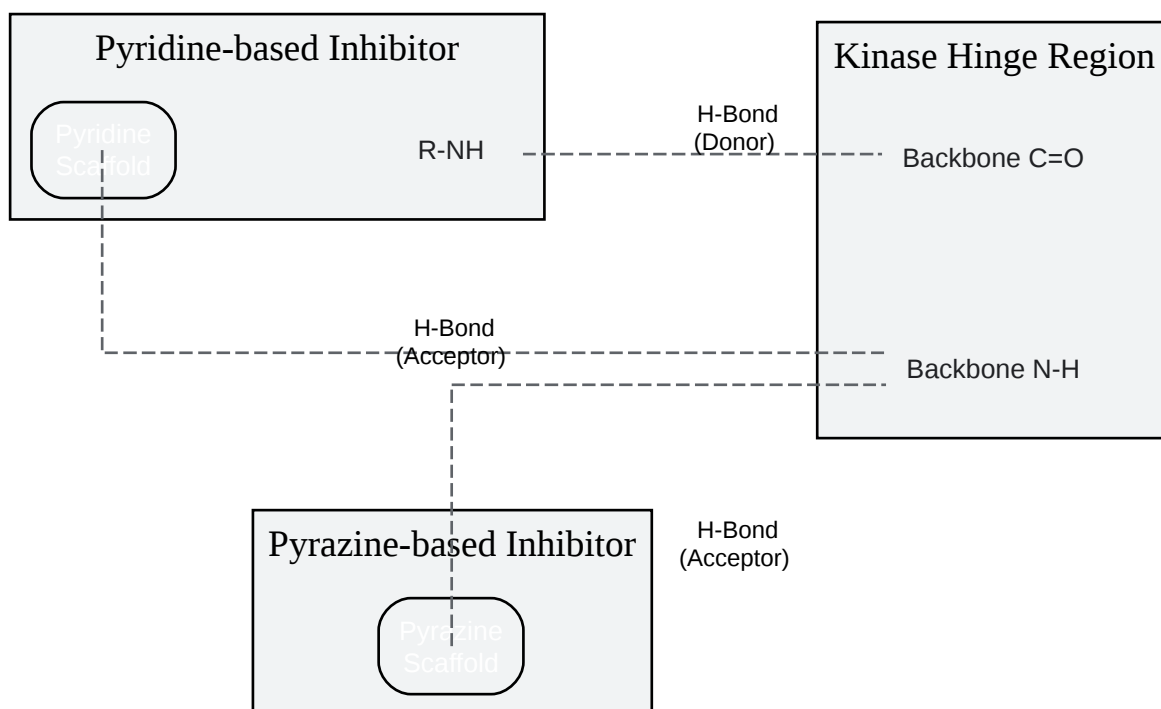 Pyridine-based Inhibitor
Kinase Hinge Region
Pyridine
Scaffold
R-NH
H-Bond
(Donor)
Backbone C=O
H-Bond
(Acceptor)
Backbone N-H
Pyrazine-based Inhibitor
H-Bond
(Acceptor)
Pyrazine
Scaffold